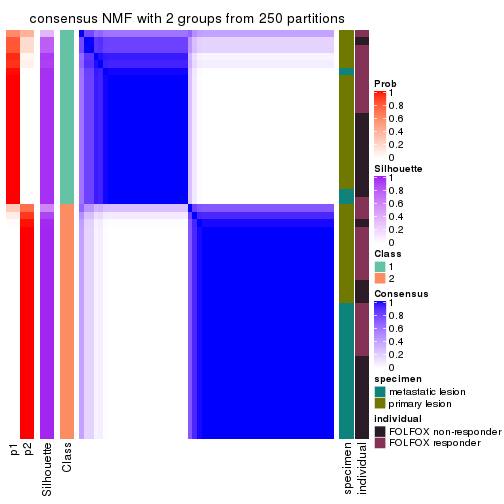 consensus NMF with 2 groups from 250 partitions
Prob
1
0.8
0.6
0.4
0.2
0
Silhouette
1
0.8
0.6
0.4
0.2
0
Class
1
2
Consensus
1
0.8
0.6
0.4
0.2
0
specimen
metastatic lesion
primary lesion
individual
FOLFOX non-responder
FOLFOX responder
p1
p2
Silhouette
Class
specimen
individual